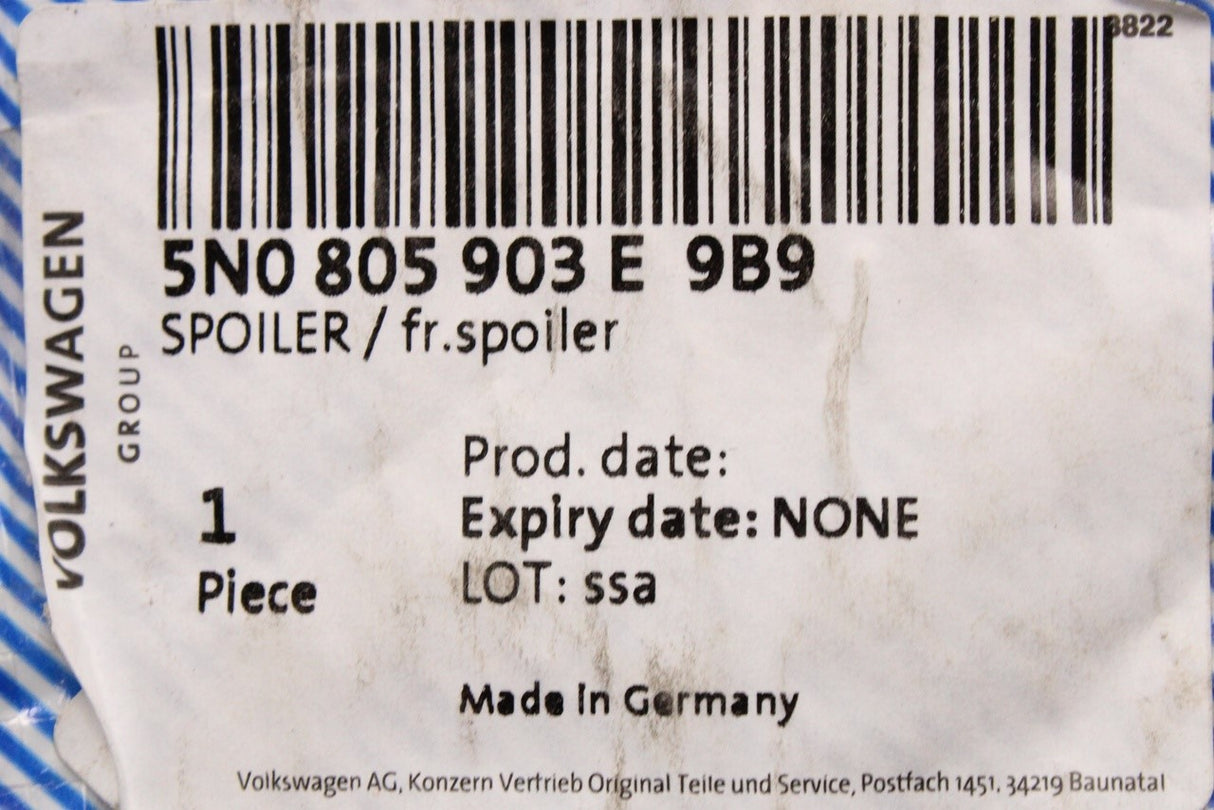 3822
5N0 805 903 E 9B9
SPOILER / fr.spoiler
VOLKSWAGEN
GROUP
Prod. date:
1
Expiry date: NONE
Piece
LOT: ssa
Made in Germany
Volkswagen AG, Konzern Vertrieb Original Teile und Service, Postfach 1451, 34219 Baunatal